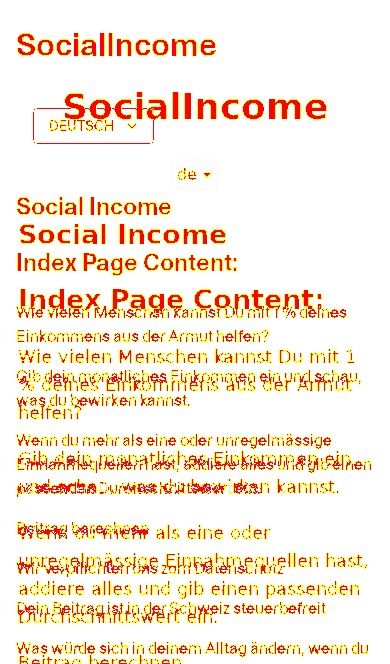 SocialIncome
SocialIncome
DEUTSCH
de
Social Income
Social Income
Index Page Content:
Index Page Content:
Wie vielen Menschen kannst Du mit 1% deines
Einkommens aus der Armut helfen?
Wie vielen Menschen kannst Du mit 1
Gib dein monatliches Einkommen ein und schau,
% deines Einkommens aus der Armut
was du bewirken kannst.
helfen?
Wenn du mehr als eine oder unregelmässige
Gib dein monatliches Einkommen ein
Einnahmequellen hast, addiere alles und gib einen
und schau, was du bewirken kannst.
Beitrag berechnen
Wenn du mehr als eine oder
unregelmässige Einnahmequellen hast,
Wir verpflichten uns zum Datenschutz
addiere alles und gib einen passenden
Dein Beitrag ist in der Schweiz steuerbefreit
Durchschnittswert ein.
Was würde sich in deinem Alltag ändern, wenn du
Beitrag berechnen